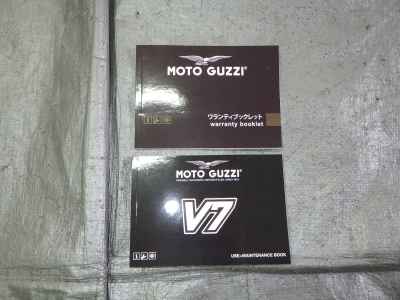 MOTO GUZZI
ワランティブックレット
warranty booklet
MOTO GUZZI
V7
USE+MAINTENANCE BOOK